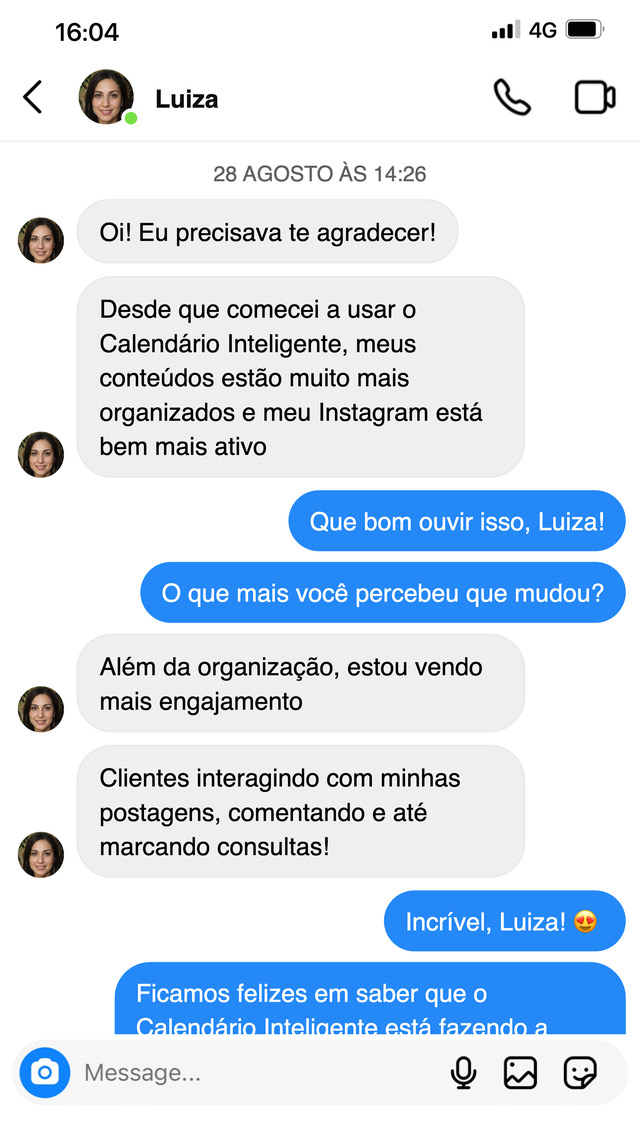 16:04
4G
Luiza
28 AGOSTO ÀS 14:26
Oi! Eu precisava te agradecer!
Desde que comecei a usar o
Calendário Inteligente, meus
conteúdos estão muito mais
organizados e meu Instagram está
bem mais ativo
Que bom ouvir isso, Luiza!
O que mais você percebeu que mudou?
Além da organização, estou vendo
mais engajamento
Clientes interagindo com minhas
postagens, comentando e até
marcando consultas!
Incrível, Luiza! 😍
Ficamos felizes em saber que o
Calendário Inteligente está fazendo a
Message...